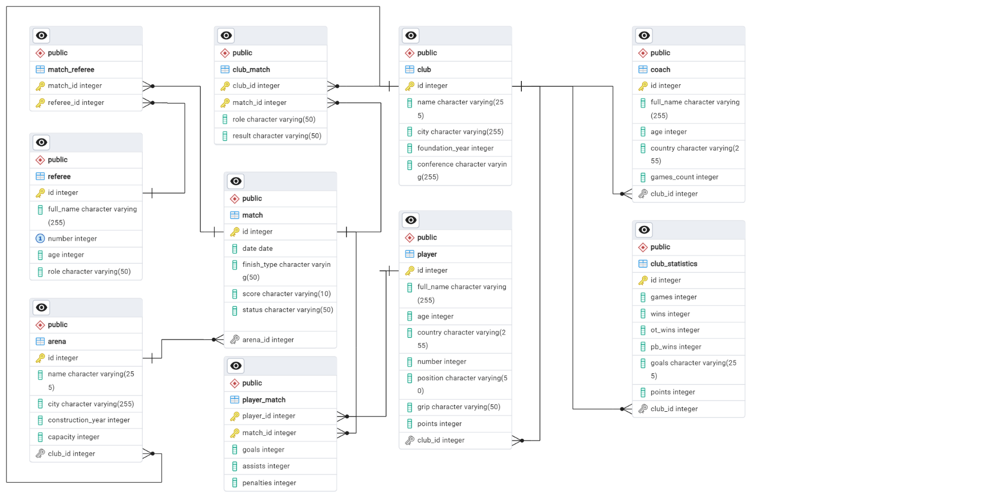 public
match_referee
match_id integer
referee_id integer
public
referee
id integer
full_name character varying
(255)
1
number integer
age integer
role character varying(50)
public
arena
id integer
name character varying(25
5)
city character varying(255)
construction_year integer
capacity integer
club_id integer
public
club_match
club_id integer
match_id integer
role character varying(50)
result character varying(50)
public
match
id integer
date date
finish_type character varyin
g(50)
score character varying(10)
status character varying(50)
arena_id integer
public
player_match
player_id integer
match_id integer
goals integer
assists integer
penalties integer
public
club
id integer
name character varying(25
5)
city character varying(255)
foundation_year integer
conference character varyin
g(255)
public
player
id integer
full_name character varying
(255)
age integer
country character varying(2
55)
number integer
position character varying(5
0)
grip character varying(50)
points integer
club_id integer
public
coach
id integer
full_name character varying
(255)
age integer
country character varying(2
55)
games_count integer
club_id integer
public
club_statistics
id integer
games integer
wins integer
ot_wins integer
pb_wins integer
goals character varying(25
5)
points integer
club_id integer